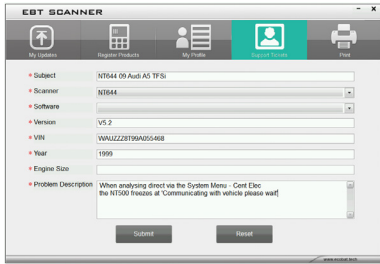 EBT SCANNER
- x
My Updates
Register Products
My Profile
Support Tickets
Print
* Subject NT644 09 Audi A5 TFSi
* Scanner NT644
* Software
* Version V5.2
* VIN WAUZZZ8T99A055468
* Year 1999
* Engine Size
* Problem Description When analysing direct via the System Menu - Cent Elec
the NT500 freezes at 'Communicating with vehicle please wait'
Submit Reset